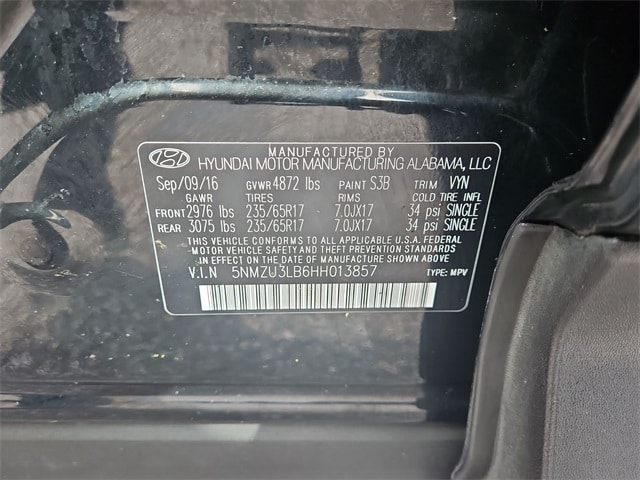 MANUFACTURED BY
HYUNDAI MOTOR MANUFACTURING ALABAMA, LLC
Sep/09/16 GVWR 4872 lbs PAINT S3B TRIM VYN
GAWR TIRES RIMS COLD TIRE INFL
FRONT 2976 lbs 235/65R17 7.0JX17 34 psi SINGLE
REAR 3075 lbs 235/65R17 7.0JX17 34 psi SINGLE
THIS VEHICLE CONFORMS TO ALL APPLICABLE U.S.A. FEDERAL
MOTOR VEHICLE SAFETY AND THEFT PREVENTION STANDARDS
IN EFFECT ON THE DATE OF MANUFACTURE SHOWN ABOVE
V.I.N 5NMZU3LB6HH013857 TYPE: MPV